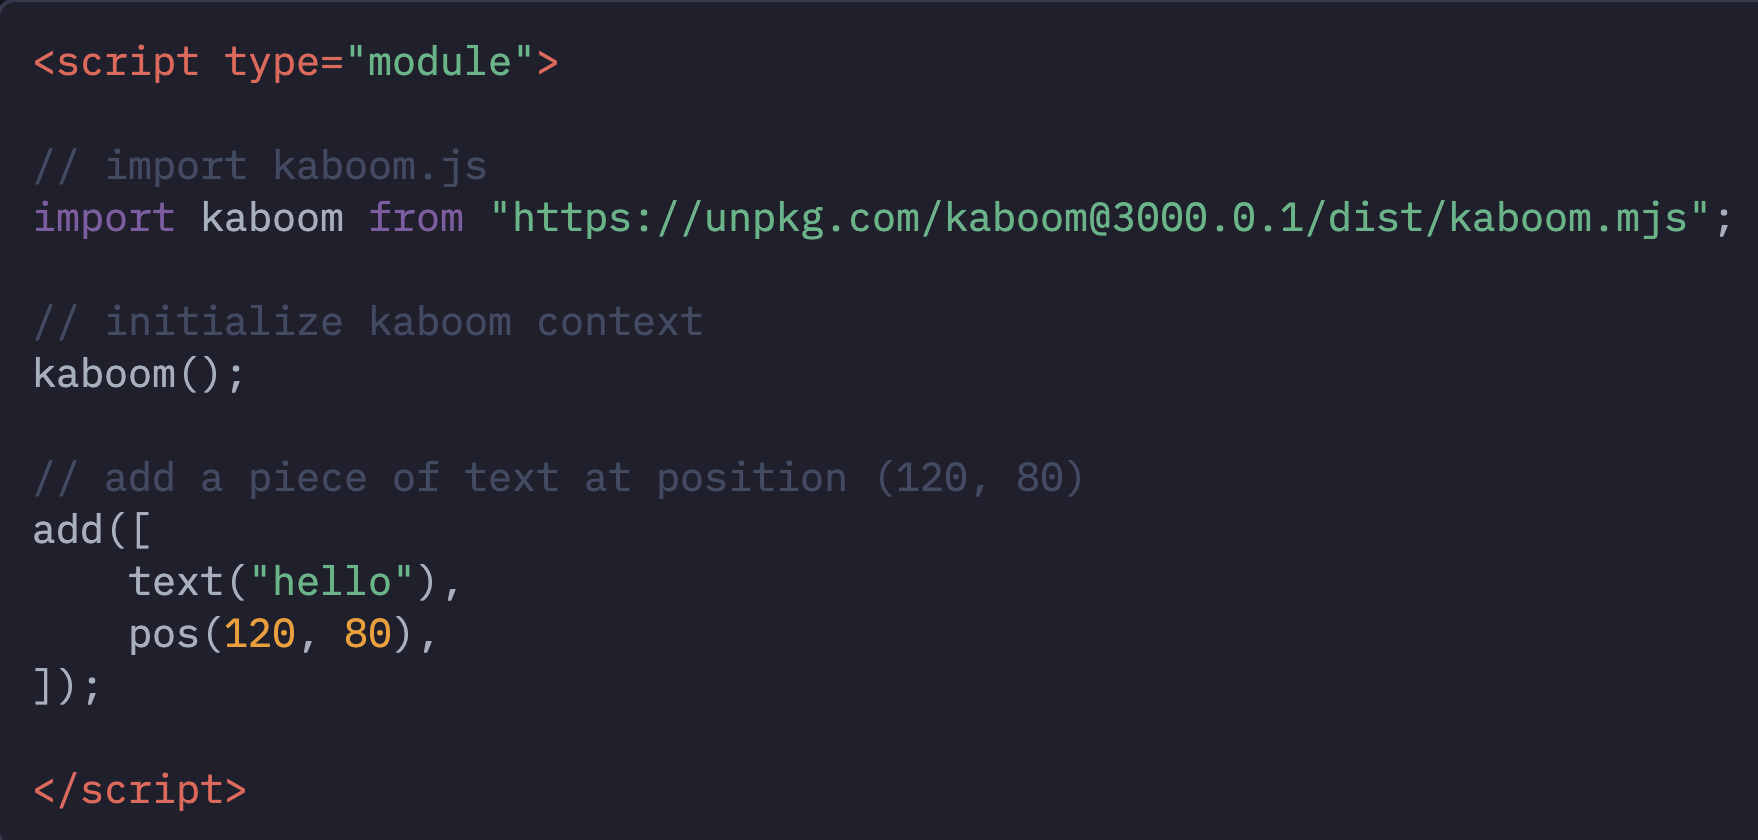 <script type="module">
// import kaboom.js
import kaboom from "https://unpkg.com/kaboom@3000.0.1/dist/kaboom.mjs";
// initialize kaboom context
kaboom();
// add a piece of text at position (120, 80)
add([
    text("hello"),
    pos(120, 80),
]);
</script>